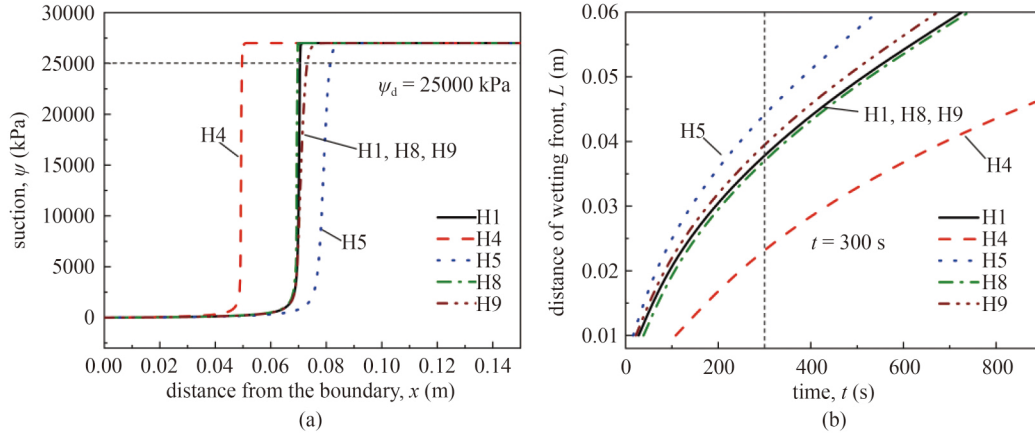 30000
25000
20000
15000
10000
5000
0
suction, ψ (kPa)
ψd = 25000 kPa
H4
H1, H8, H9
H5
H1
H4
H5
H8
H9
0.00 0.02 0.04 0.06 0.08 0.10 0.12 0.14
distance from the boundary, x (m)
(a)
0.06
0.05
0.04
0.03
0.02
0.01
distance of wetting front, L (m)
H5
H1, H8, H9
H4
t = 300 s
H1
H4
H5
H8
H9
0 200 400 600 800
time, t (s)
(b)